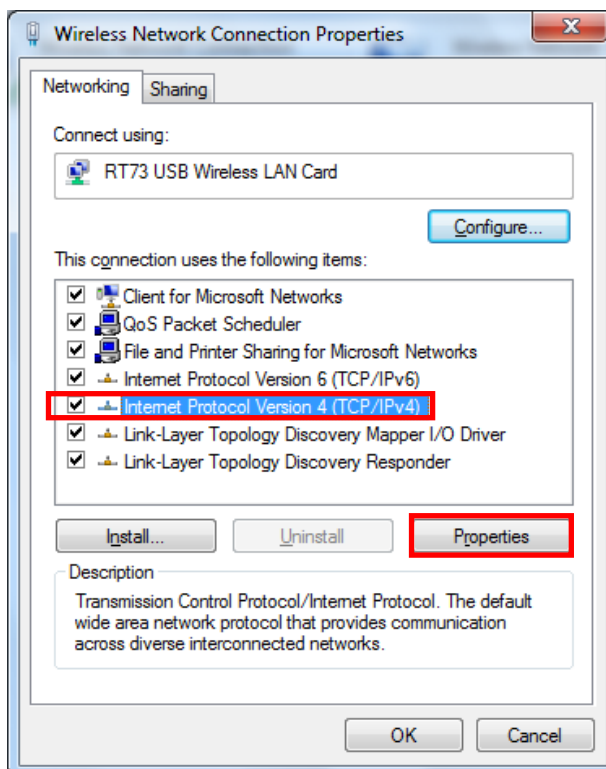 Wireless Network Connection Properties
Networking
Sharing
Connect using:
RT73 USB Wireless LAN Card
Configure...
This connection uses the following items:
Client for Microsoft Networks
QoS Packet Scheduler
File and Printer Sharing for Microsoft Networks
Internet Protocol Version 6 (TCP/IPv6)
Internet Protocol Version 4 (TCP/IPv4)
Link-Layer Topology Discovery Mapper I/O Driver
Link-Layer Topology Discovery Responder
Install...
Uninstall
Properties
Description
Transmission Control Protocol/Internet Protocol. The default
wide area network protocol that provides communication
across diverse interconnected networks.
OK
Cancel